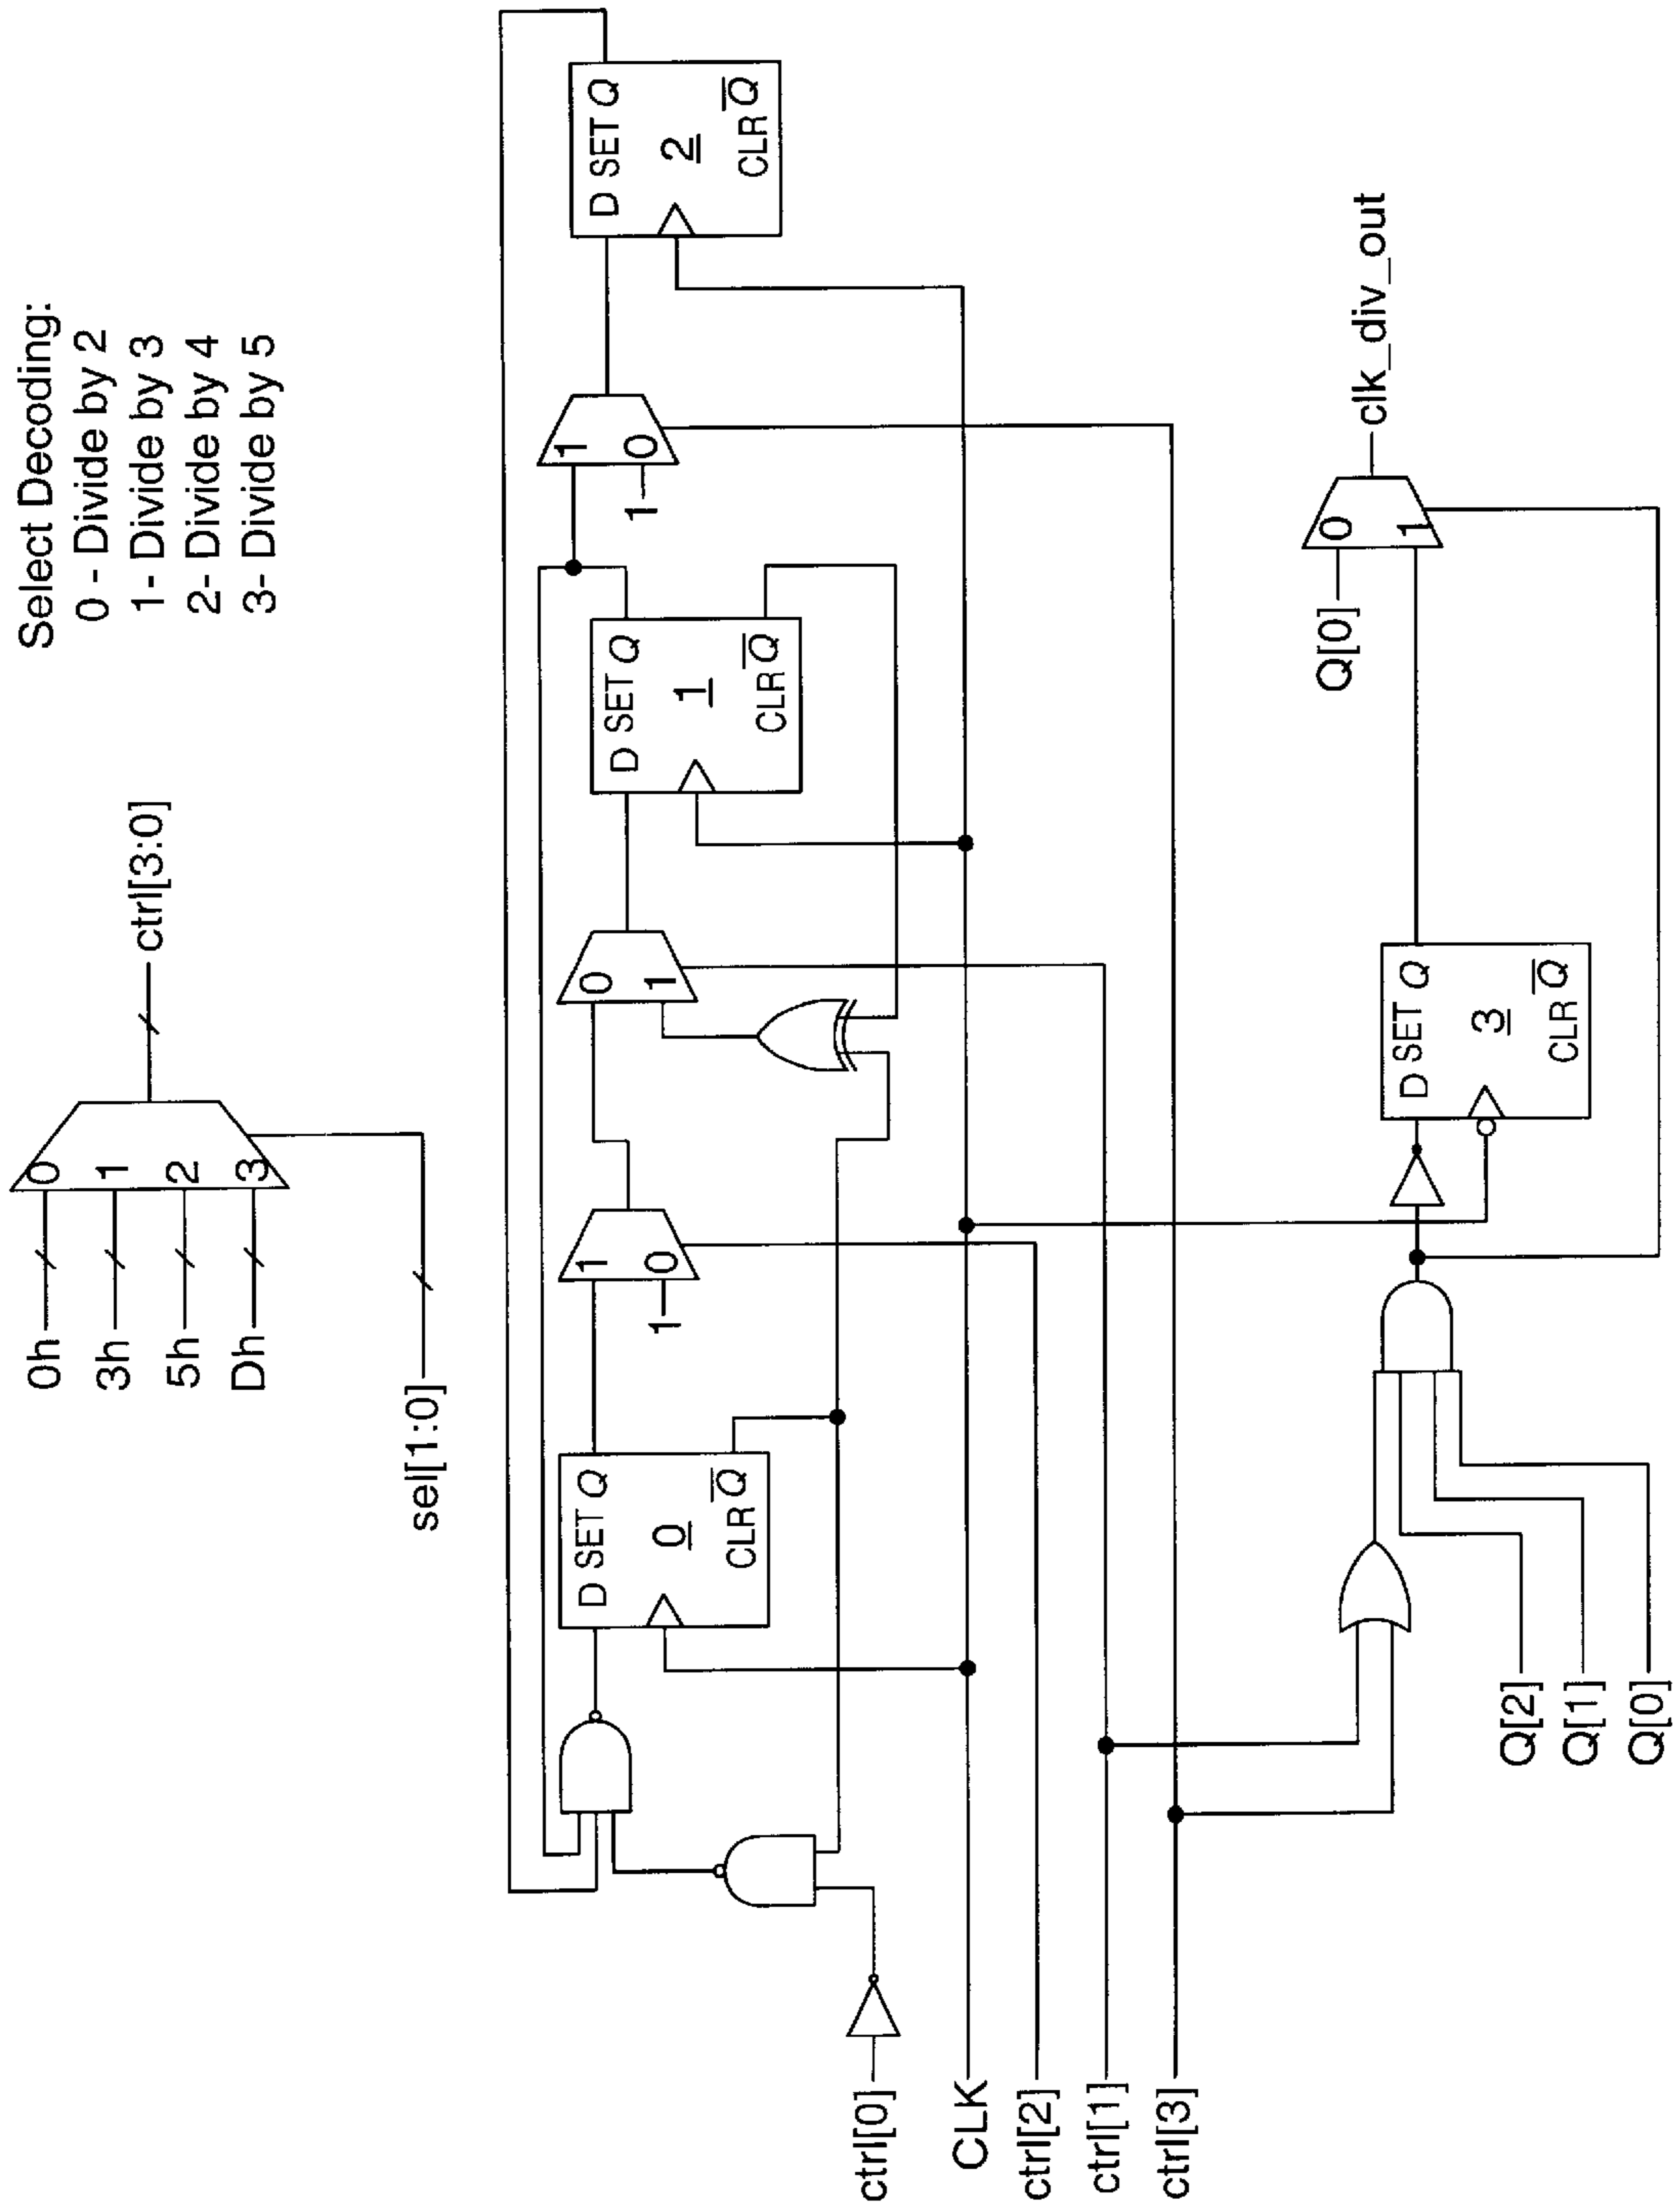 Select Decoding:
0 - Divide by 2
1- Divide by 3
2- Divide by 4
3- Divide by 5
0h
3h
5h
Dh
0
1
2
3
ctrl[3:0]
sel[1:0]
D SET Q
0
CLR Q̅
1
0
1
0
1
D SET Q
1
CLR Q̅
1
0
1
D SET Q
2
CLR Q̅
ctrl[0]
CLK
ctrl[2]
ctrl[1]
ctrl[3]
Q[2]
Q[1]
Q[0]
D SET Q
3
CLR Q̅
Q[0]
0
1
clk_div_out